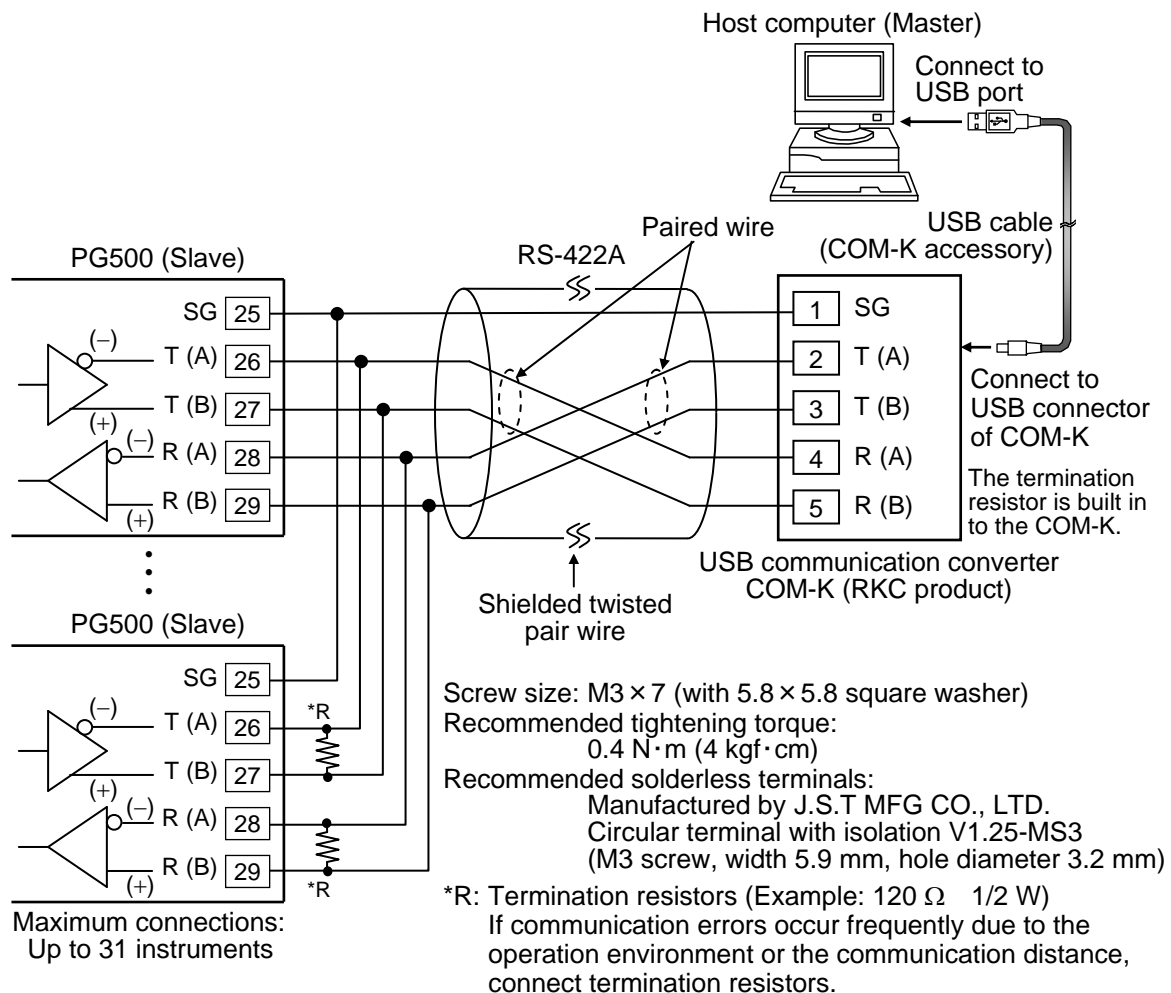 Host computer (Master)
Connect to
USB port
USB cable
(COM-K accessory)
Paired wire
RS-422A
PG500 (Slave)
SG 25
(−) T (A) 26
T (B) 27
(+)
(−) R (A) 28
R (B) 29
(+)
1 SG
2 T (A)
3 T (B)
4 R (A)
5 R (B)
Connect to
USB connector
of COM-K
The termination
resistor is built in
to the COM-K.
USB communication converter
COM-K (RKC product)
Shielded twisted
pair wire
PG500 (Slave)
SG 25
(−) T (A) 26
*R
T (B) 27
(+)
(−) R (A) 28
R (B) 29
(+)
*R
Maximum connections:
Up to 31 instruments
Screw size: M3 × 7 (with 5.8 × 5.8 square washer)
Recommended tightening torque:
0.4 N·m (4 kgf·cm)
Recommended solderless terminals:
Manufactured by J.S.T MFG CO., LTD.
Circular terminal with isolation V1.25-MS3
(M3 screw, width 5.9 mm, hole diameter 3.2 mm)
*R: Termination resistors (Example: 120 Ω 1/2 W)
If communication errors occur frequently due to the
operation environment or the communication distance,
connect termination resistors.